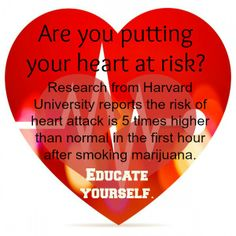 Are you putting
your heart at risk?
Research from Harvard
University reports the risk of
heart attack is 5 times higher
than normal in the first hour
after smoking marijuana.
Educate
yourself.